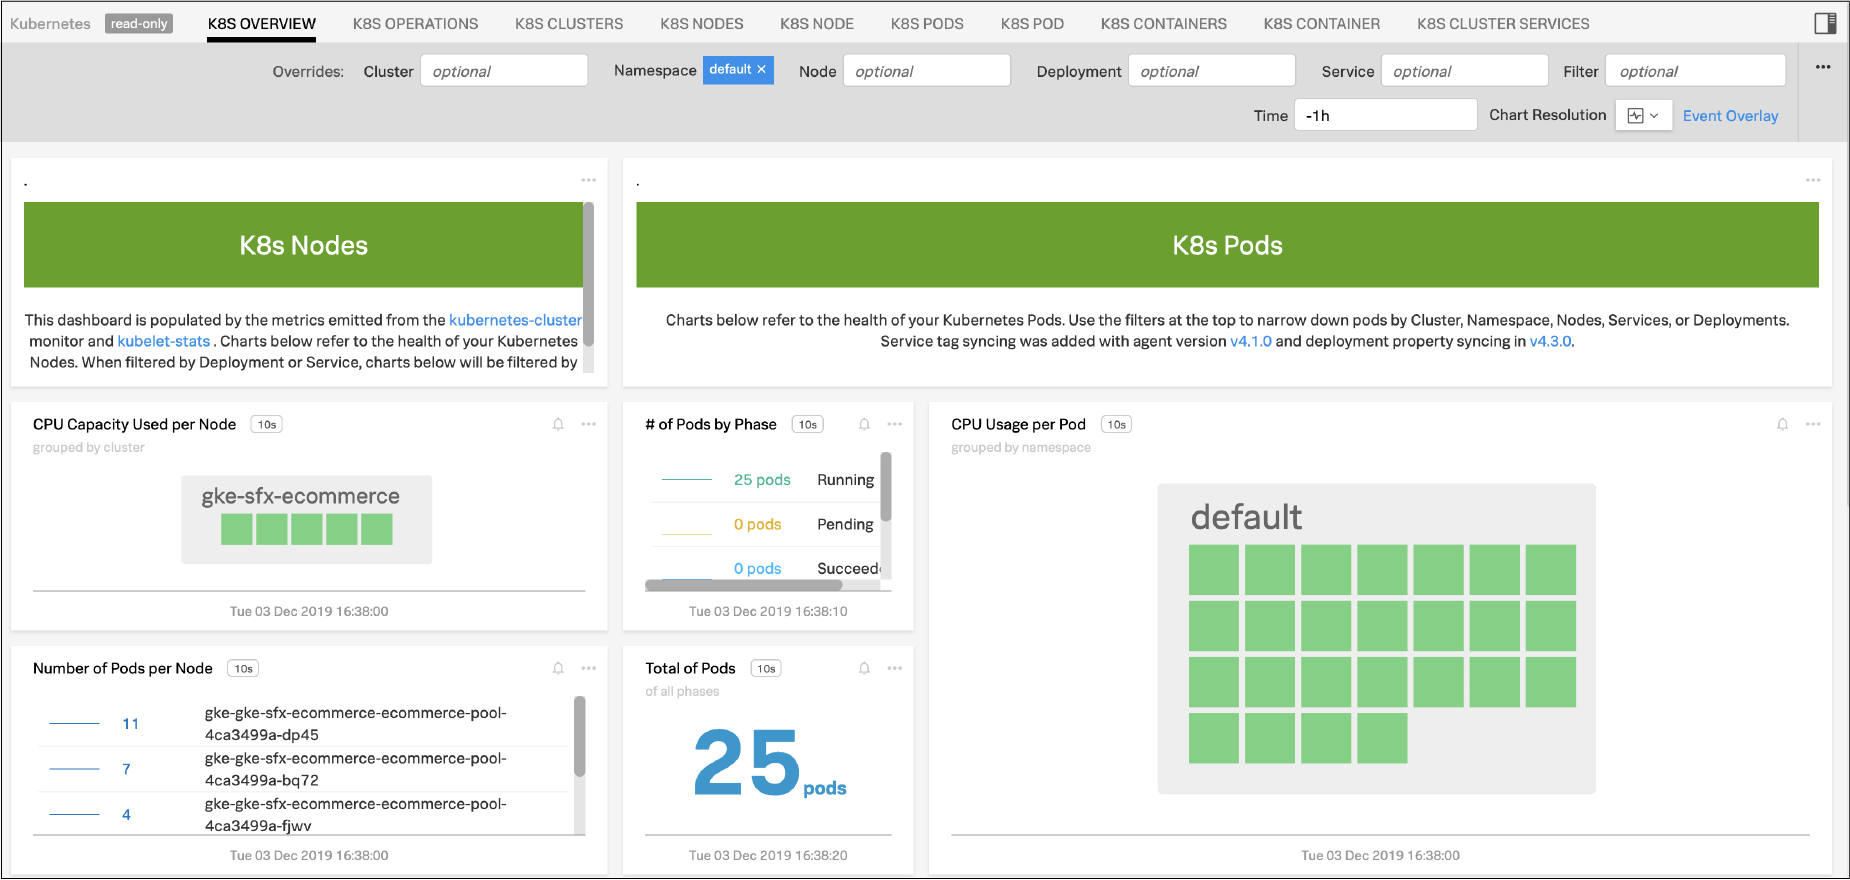 Kubernetes read-only K8S OVERVIEW K8S OPERATIONS K8S CLUSTERS K8S NODES K8S NODE K8S PODS K8S POD K8S CONTAINERS K8S CONTAINER K8S CLUSTER SERVICES
Overrides: Cluster optional Namespace default × Node optional Deployment optional Service optional Filter optional
Time -1h Chart Resolution Event Overlay
.
K8s Nodes
This dashboard is populated by the metrics emitted from the kubernetes-cluster
monitor and kubelet-stats . Charts below refer to the health of your Kubernetes
Nodes. When filtered by Deployment or Service, charts below will be filtered by
.
K8s Pods
Charts below refer to the health of your Kubernetes Pods. Use the filters at the top to narrow down pods by Cluster, Namespace, Nodes, Services, or Deployments.
Service tag syncing was added with agent version v4.1.0 and deployment property syncing in v4.3.0.
CPU Capacity Used per Node 10s
grouped by cluster
gke-sfx-ecommerce
Tue 03 Dec 2019 16:38:00
# of Pods by Phase 10s
25 pods Running
0 pods Pending
0 pods Succeede
Tue 03 Dec 2019 16:38:10
CPU Usage per Pod 10s
grouped by namespace
default
Tue 03 Dec 2019 16:38:00
Number of Pods per Node 10s
11 gke-gke-sfx-ecommerce-ecommerce-pool-
4ca3499a-dp45
7 gke-gke-sfx-ecommerce-ecommerce-pool-
4ca3499a-bq72
4 gke-gke-sfx-ecommerce-ecommerce-pool-
4ca3499a-fjwv
Tue 03 Dec 2019 16:38:00
Total of Pods 10s
of all phases
25 pods
Tue 03 Dec 2019 16:38:20